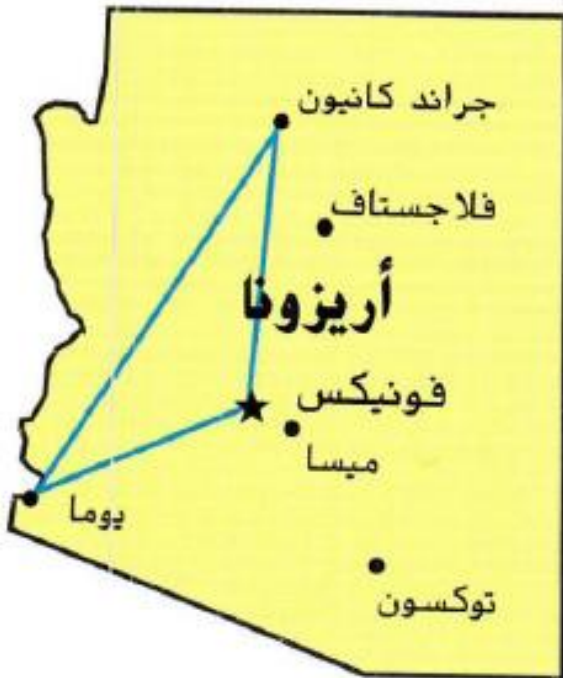 جراند كانيون
فلاجستاف
أريزونا
فونيكس
ميسا
يوما
توكسون